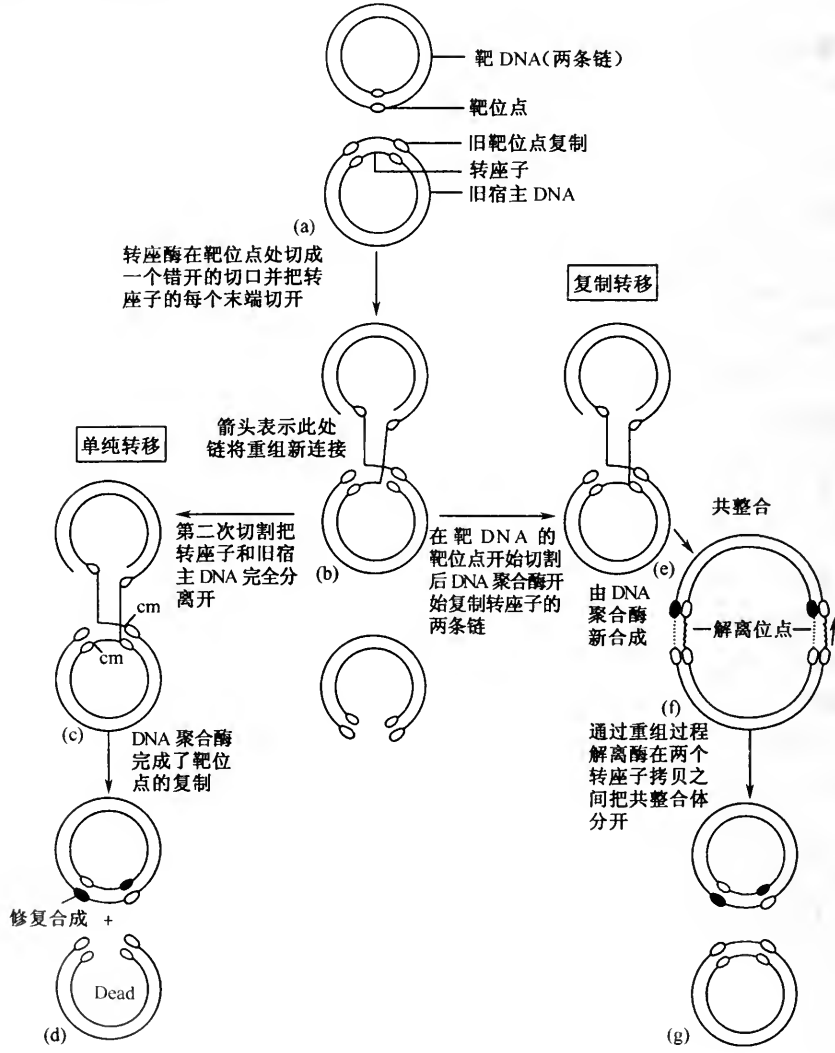 靶 DNA(两条链)
靶位点
旧靶位点复制
转座子
旧宿主 DNA
(a)
转座酶在靶位点处切成
一个错开的切口并把转
座子的每个末端切开
复制转移
单纯转移
箭头表示此处
链将重组新连接
共整合
第二次切割把
转座子和旧宿
主 DNA 完全分
离开
(b)
在靶 DNA 的
靶位点开始切割
后 DNA 聚合酶开
始复制转座子的
两条链
(e)
由 DNA
聚合酶
新合成
解离位点
cm
cm
(c)
(f)
DNA 聚合酶
完成了靶位
点的复制
通过重组过程
解离酶在两个
转座子拷贝之
间把共整合体
分开
修复合成 +
Dead
(d)
(g)